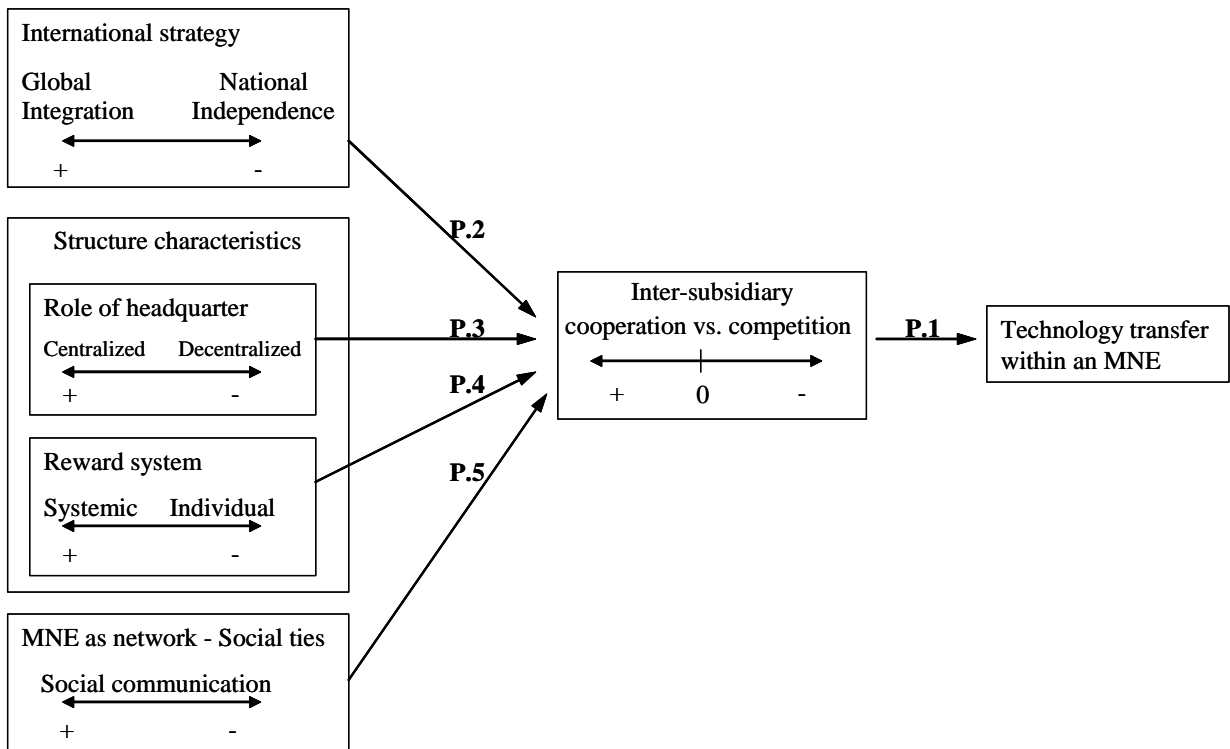 International strategy
Global National
Integration Independence
+ -
P.2
Structure characteristics
Role of headquarter
Centralized Decentralized
+ -
P.3
Reward system
Systemic Individual
+ -
P.4
MNE as network - Social ties
Social communication
+ -
P.5
Inter-subsidiary
cooperation vs. competition
+ 0 -
P.1
Technology transfer
within an MNE